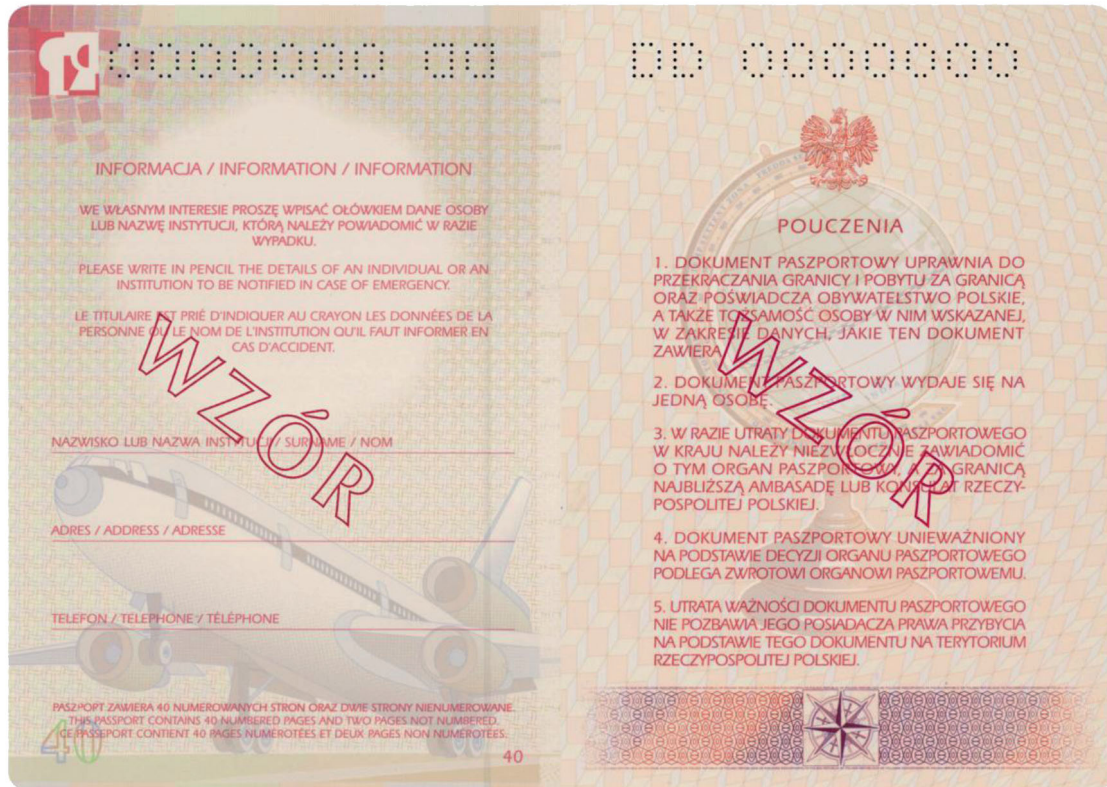 DD 0000000
INFORMACJA / INFORMATION / INFORMATION
WE WŁASNYM INTERESIE PROSZĘ WPISAĆ OŁÓWKIEM DANE OSOBY
LUB NAZWĘ INSTYTUCJI, KTÓRĄ NALEŻY POWIADOMIĆ W RAZIE
WYPADKU.
PLEASE WRITE IN PENCIL THE DETAILS OF AN INDIVIDUAL OR AN
INSTITUTION TO BE NOTIFIED IN CASE OF EMERGENCY.
LE TITULAIRE EST PRIÉ D'INDIQUER AU CRAYON LES DONNÉES DE LA
PERSONNE OU LE NOM DE L'INSTITUTION QU'IL FAUT INFORMER EN
CAS D'ACCIDENT.
WZÓR
NAZWISKO LUB NAZWA INSTYTUCJI / SURNAME / NOM
ADRES / ADDRESS / ADRESSE
TELEFON / TELEPHONE / TÉLÉPHONE
PASZPORT ZAWIERA 40 NUMEROWANYCH STRON ORAZ DWIE STRONY NIENUMEROWANE.
THIS PASSPORT CONTAINS 40 NUMBERED PAGES AND TWO PAGES NOT NUMBERED.
CE PASSEPORT CONTIENT 40 PAGES NUMÉROTÉES ET DEUX PAGES NON NUMÉROTÉES.
40
40
DD 0000000
POUCZENIA
1. DOKUMENT PASZPORTOWY UPRAWNIA DO
PRZEKRACZANIA GRANICY I POBYTU ZA GRANICĄ
ORAZ POŚWIADCZA OBYWATELSTWO POLSKIE,
A TAKŻE TOŻSAMOŚĆ OSOBY W NIM WSKAZANEJ,
W ZAKRESIE DANYCH, JAKIE TEN DOKUMENT
ZAWIERA.
2. DOKUMENT PASZPORTOWY WYDAJE SIĘ NA
JEDNĄ OSOBĘ.
3. W RAZIE UTRATY DOKUMENTU PASZPORTOWEGO
W KRAJU NALEŻY NIEZWŁOCZNIE ZAWIADOMIĆ
O TYM ORGAN PASZPORTOWY, A ZA GRANICĄ
NAJBLIŻSZĄ AMBASADĘ LUB KONSULAT RZECZY-
POSPOLITEJ POLSKIEJ.
4. DOKUMENT PASZPORTOWY UNIEWAŻNIONY
NA PODSTAWIE DECYZJI ORGANU PASZPORTOWEGO
PODLEGA ZWROTOWI ORGANOWI PASZPORTOWEMU.
5. UTRATA WAŻNOŚCI DOKUMENTU PASZPORTOWEGO
NIE POZBAWIA JEGO POSIADACZA PRAWA PRZYBYCIA
NA PODSTAWIE TEGO DOKUMENTU NA TERYTORIUM
RZECZYPOSPOLITEJ POLSKIEJ.
WZÓR